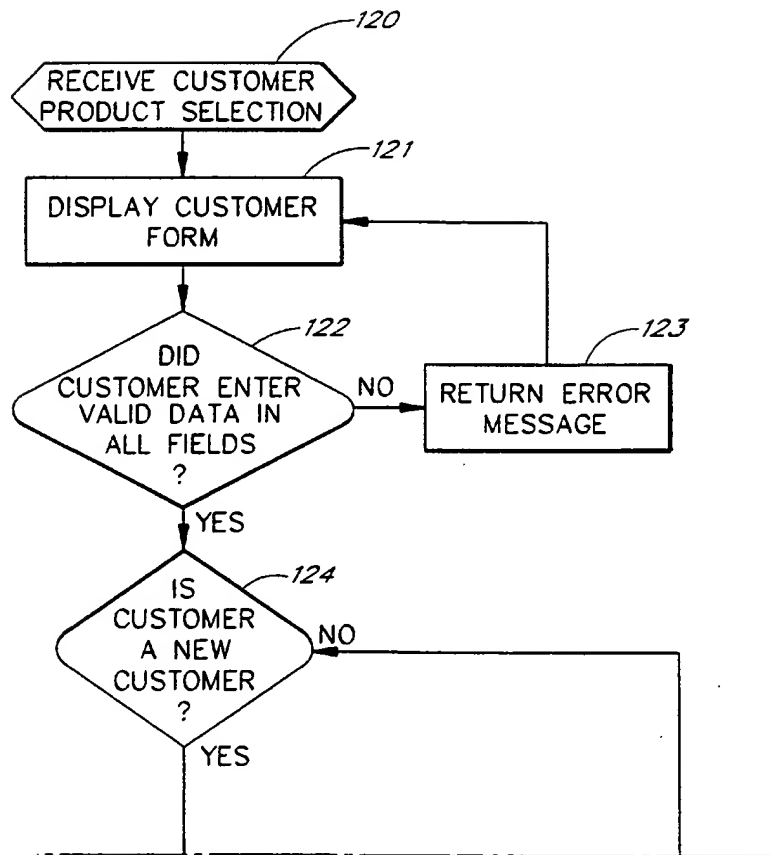 120
RECEIVE CUSTOMER
PRODUCT SELECTION
121
DISPLAY CUSTOMER
FORM
122
DID
CUSTOMER ENTER
VALID DATA IN
ALL FIELDS
?
NO
123
RETURN ERROR
MESSAGE
YES
124
IS
CUSTOMER
A NEW
CUSTOMER
?
NO
YES